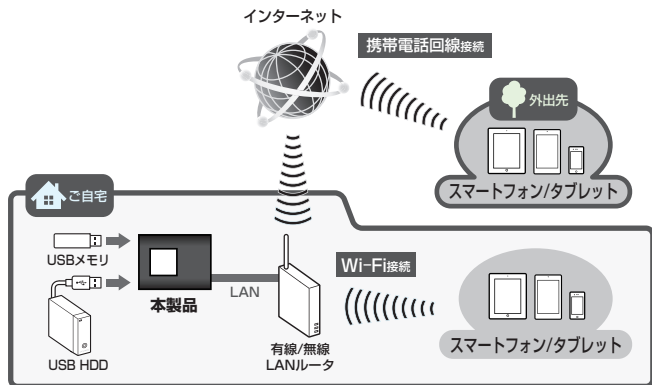 インターネット
携帯電話回線接続
外出先
スマートフォン/タブレット
ご自宅
USBメモリ
本製品
LAN
USB HDD
有線/無線
LANルータ
Wi-Fi接続
スマートフォン/タブレット